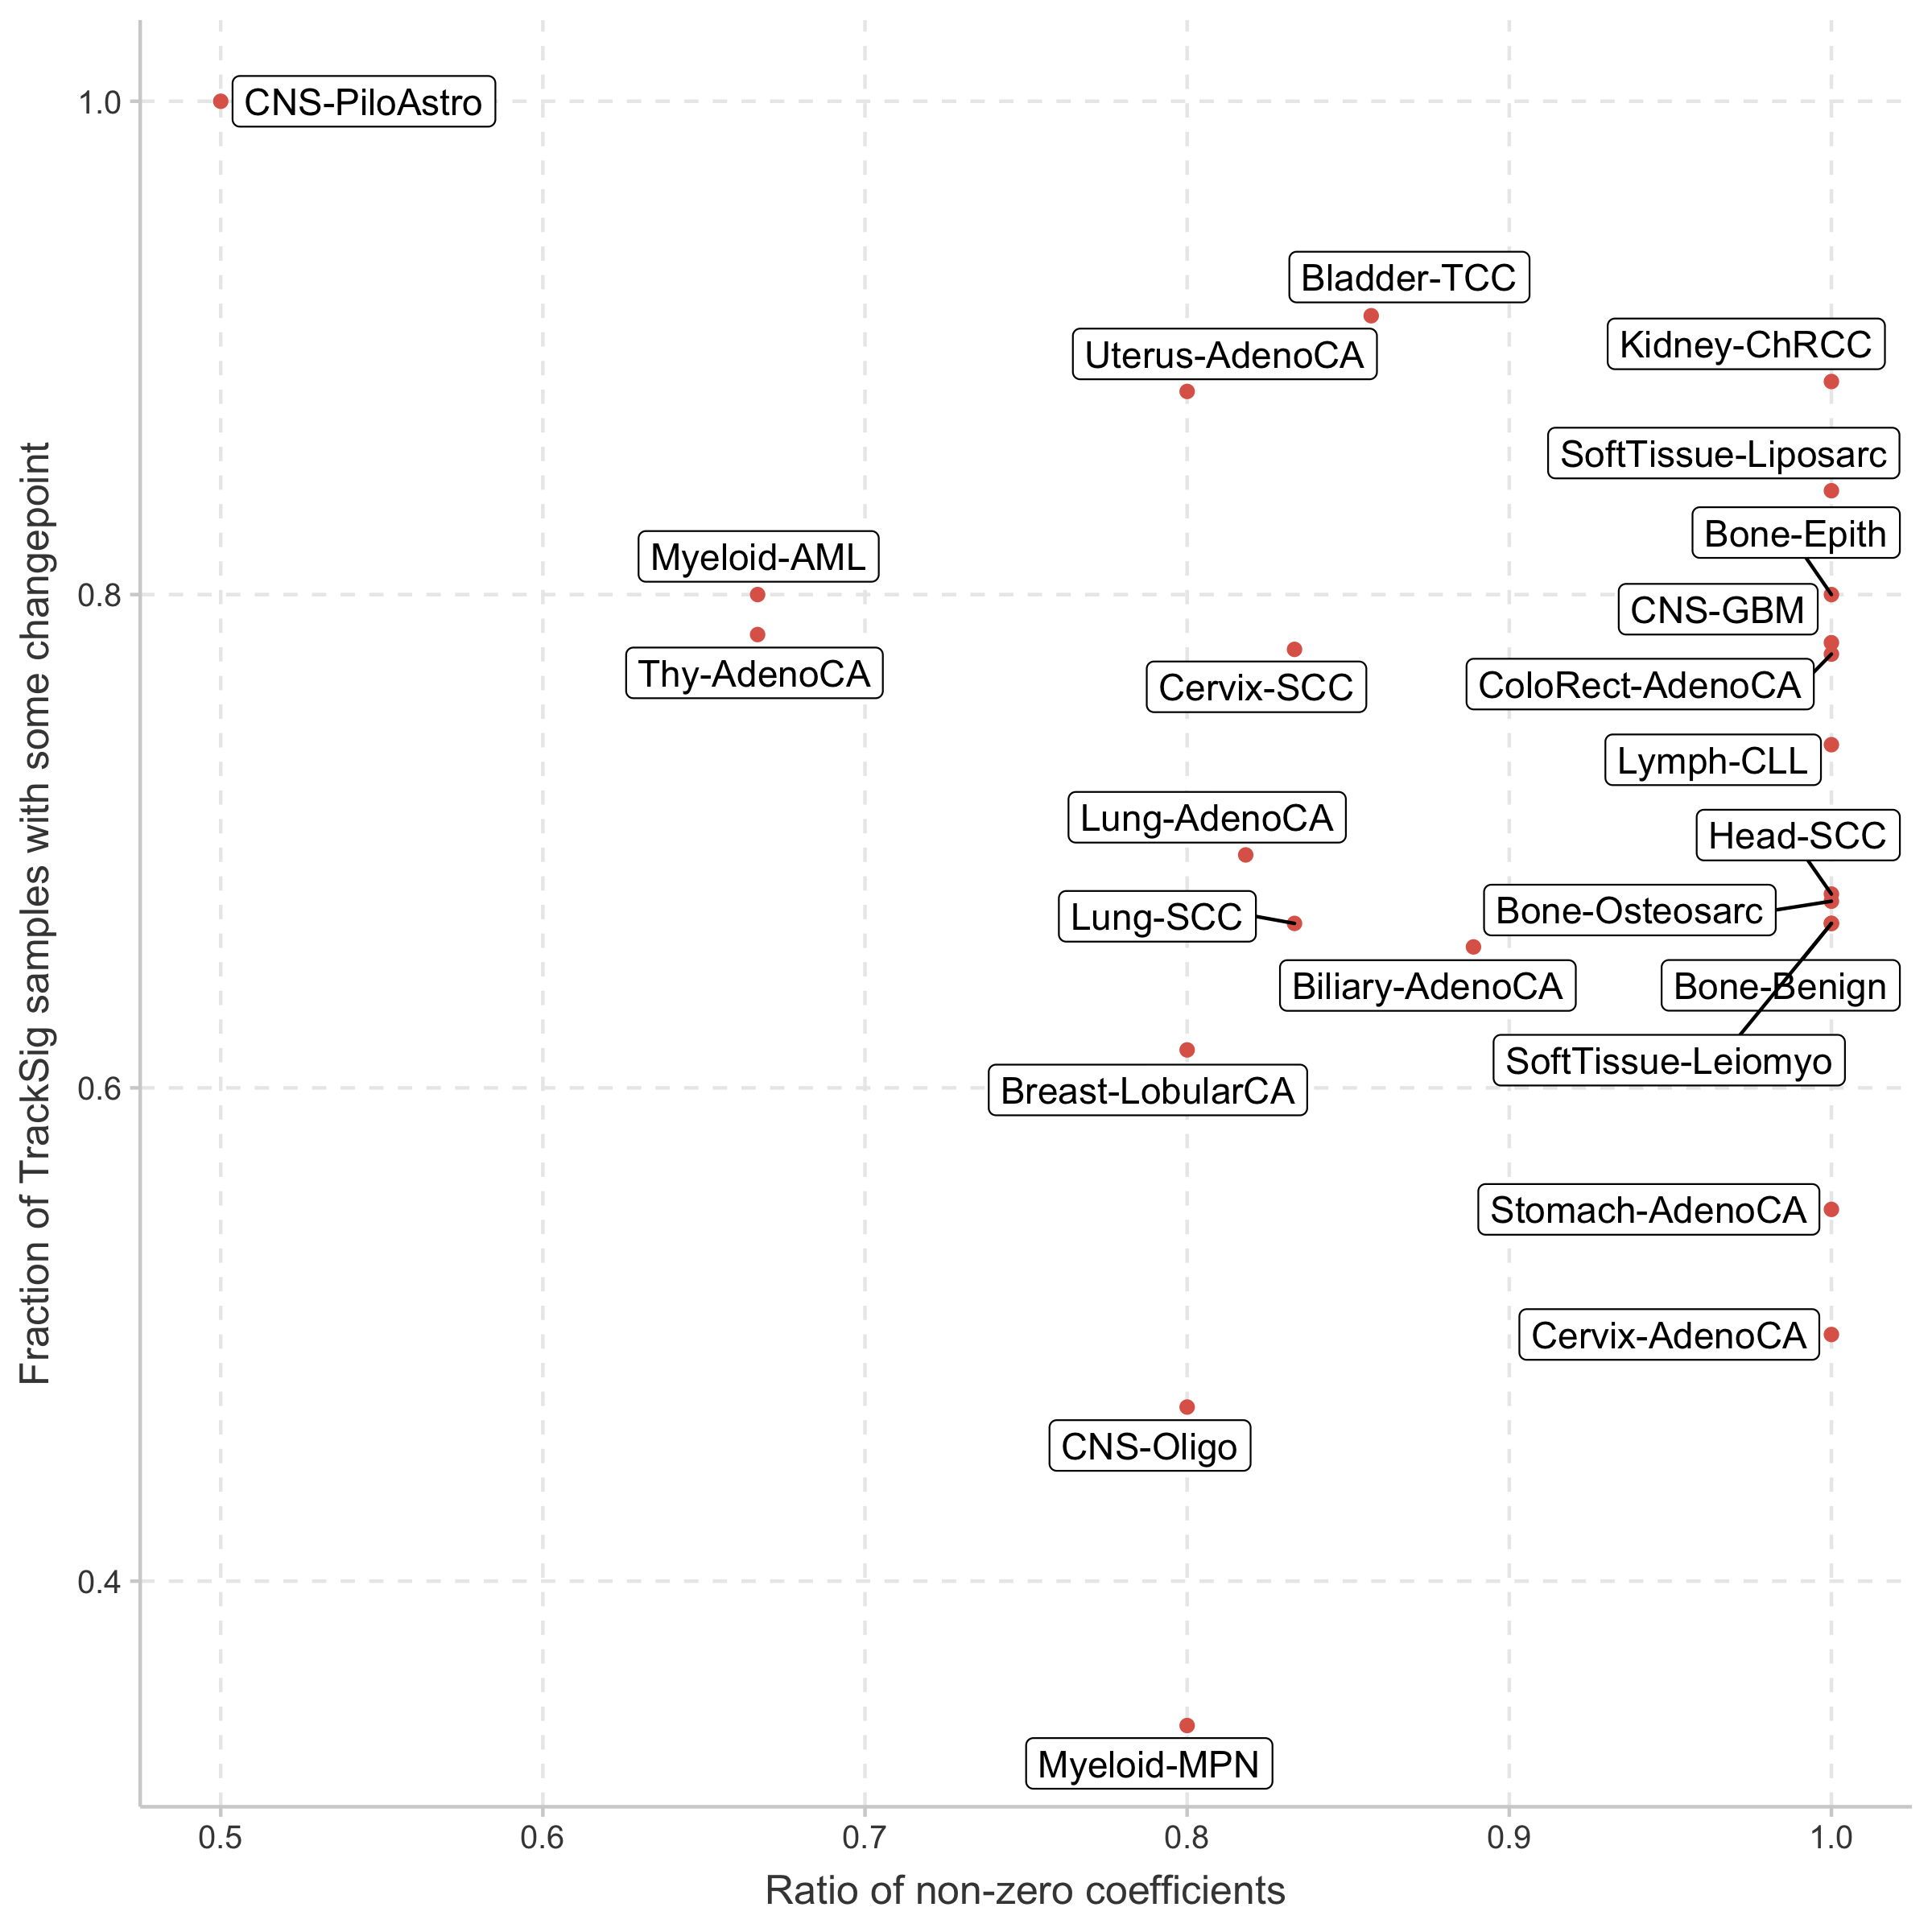 Fraction of TrackSig samples with some changepoint
1.0
0.8
0.6
0.4
CNS-PiloAstro
Bladder-TCC
Uterus-AdenoCA
Kidney-ChRCC
SoftTissue-Liposarc
Bone-Epith
Myeloid-AML
CNS-GBM
Thy-AdenoCA
Cervix-SCC
ColoRect-AdenoCA
Lymph-CLL
Lung-AdenoCA
Head-SCC
Lung-SCC
Bone-Osteosarc
Biliary-AdenoCA
Bone-Benign
SoftTissue-Leiomyo
Breast-LobularCA
Stomach-AdenoCA
Cervix-AdenoCA
CNS-Oligo
Myeloid-MPN
0.5 0.6 0.7 0.8 0.9 1.0
Ratio of non-zero coefficients